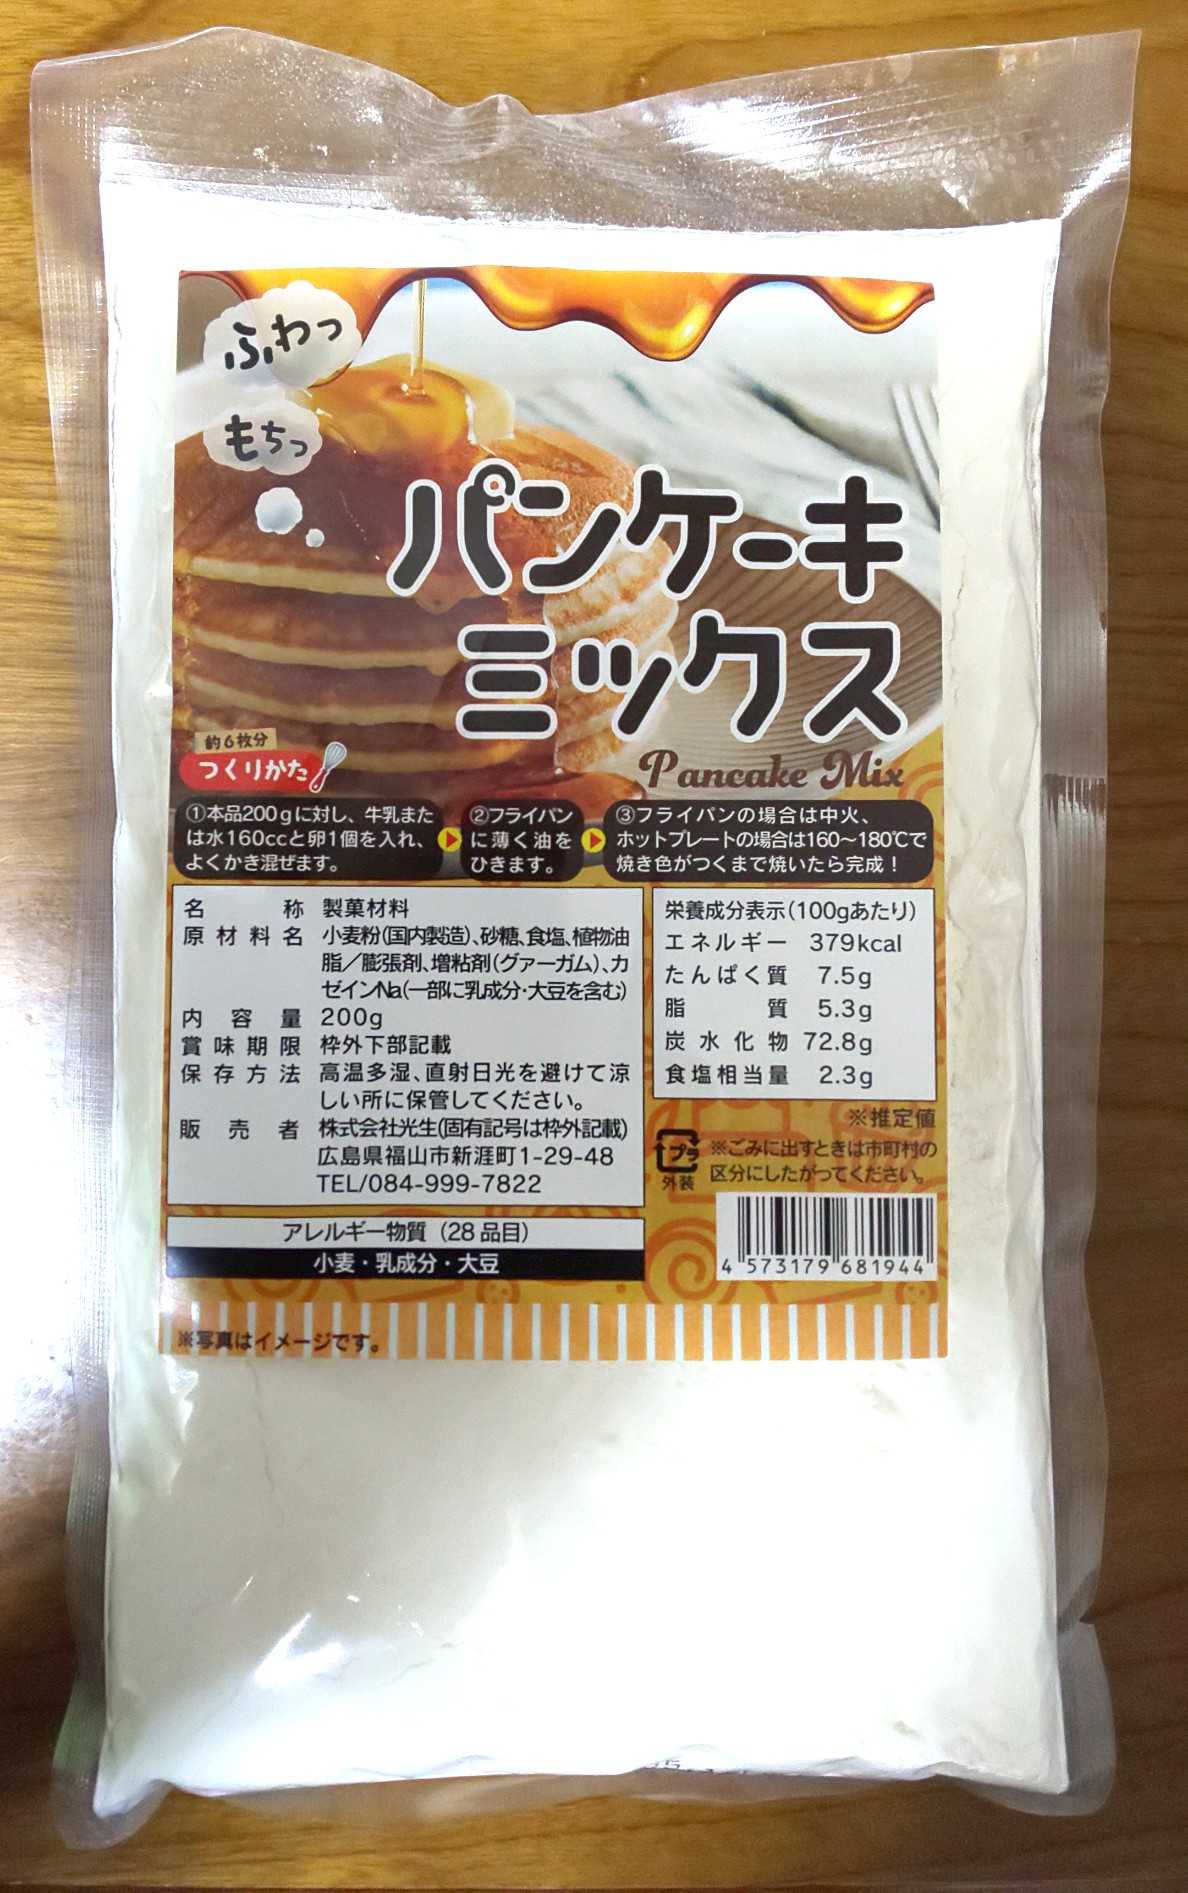 ふわっ
もちっ
パンケーキ
ミックス
Pancake Mix
約6枚分
つくりかた
①本品200gに対し、牛乳また
は水160ccと卵1個を入れ、
よくかき混ぜます。
②フライパン
に薄く油を
ひきます。
③フライパンの場合は中火、
ホットプレートの場合は160〜180℃で
焼き色がつくまで焼いたら完成！
名称 製菓材料
原材料名 小麦粉(国内製造)、砂糖、食塩、植物油
脂／膨張剤、増粘剤(グァーガム)、カ
ゼインNa(一部に乳成分・大豆を含む)
内容量 200g
賞味期限 枠外下部記載
保存方法 高温多湿、直射日光を避けて涼
しい所に保管してください。
販売者 株式会社光生(固有記号は枠外記載)
広島県福山市新涯町1-29-48
TEL/084-999-7822
アレルギー物質（28品目）
小麦・乳成分・大豆
栄養成分表示(100gあたり)
エネルギー 379kcal
たんぱく質 7.5g
脂質 5.3g
炭水化物 72.8g
食塩相当量 2.3g
※推定値
プラ
外装
※ごみに出すときは市町村の
区分にしたがってください。
4 573179 681944
※写真はイメージです。